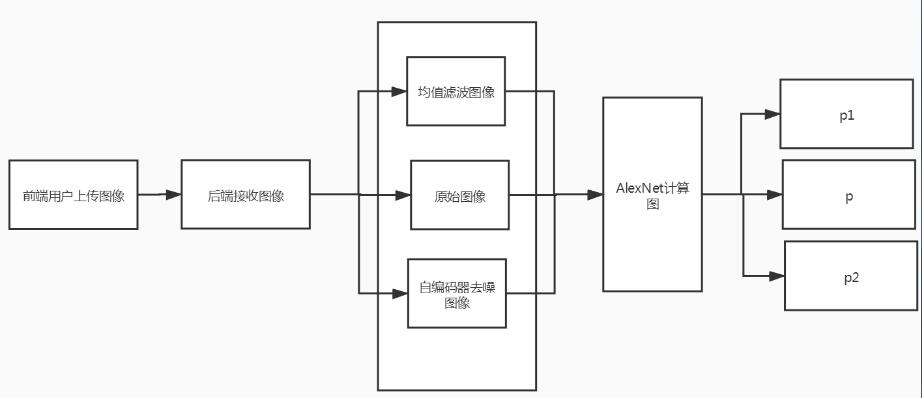 前端用户上传图像
后端接收图像
均值滤波图像
原始图像
自编码器去噪
图像
AlexNet计算
图
p1
p
p2